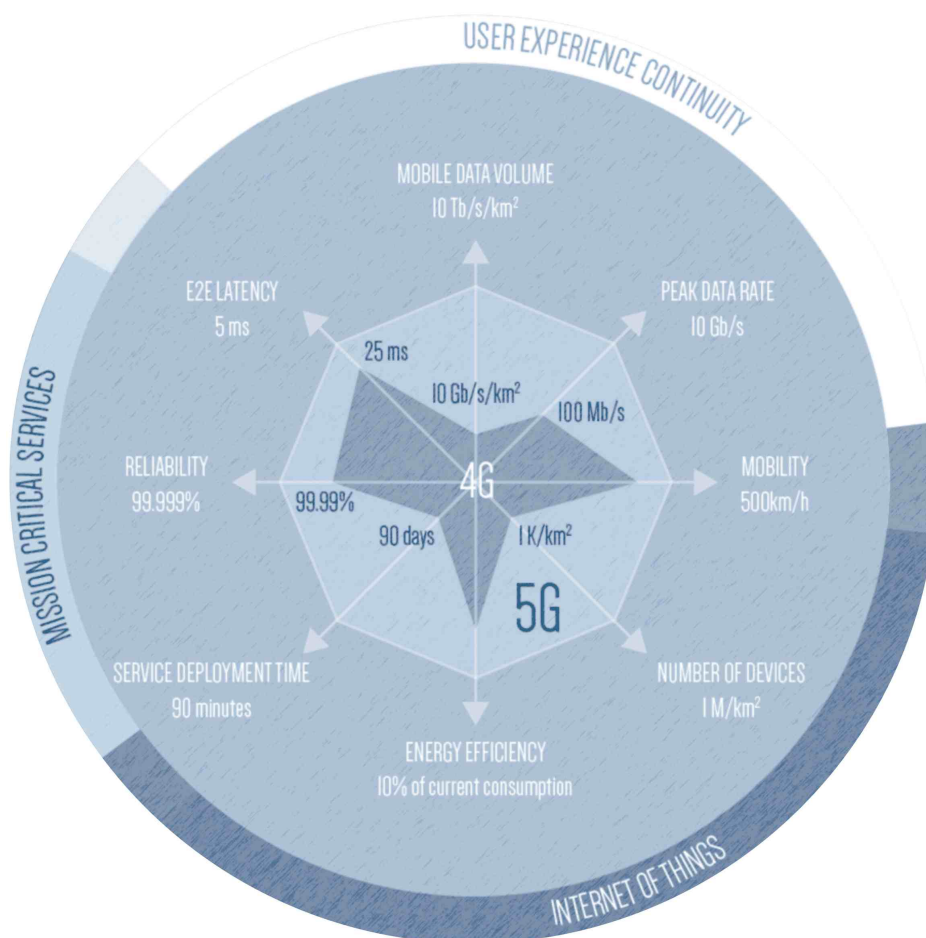 USER EXPERIENCE CONTINUITY
MOBILE DATA VOLUME
10 Tb/s/km²
E2E LATENCY
5 ms
PEAK DATA RATE
10 Gb/s
25 ms
10 Gb/s/km²
100 Mb/s
MISSION CRITICAL SERVICES
RELIABILITY
99.999%
99.99%
4G
MOBILITY
500km/h
90 days
1 K/km²
5G
SERVICE DEPLOYMENT TIME
90 minutes
NUMBER OF DEVICES
1 M/km²
ENERGY EFFICIENCY
10% of current consumption
INTERNET OF THINGS